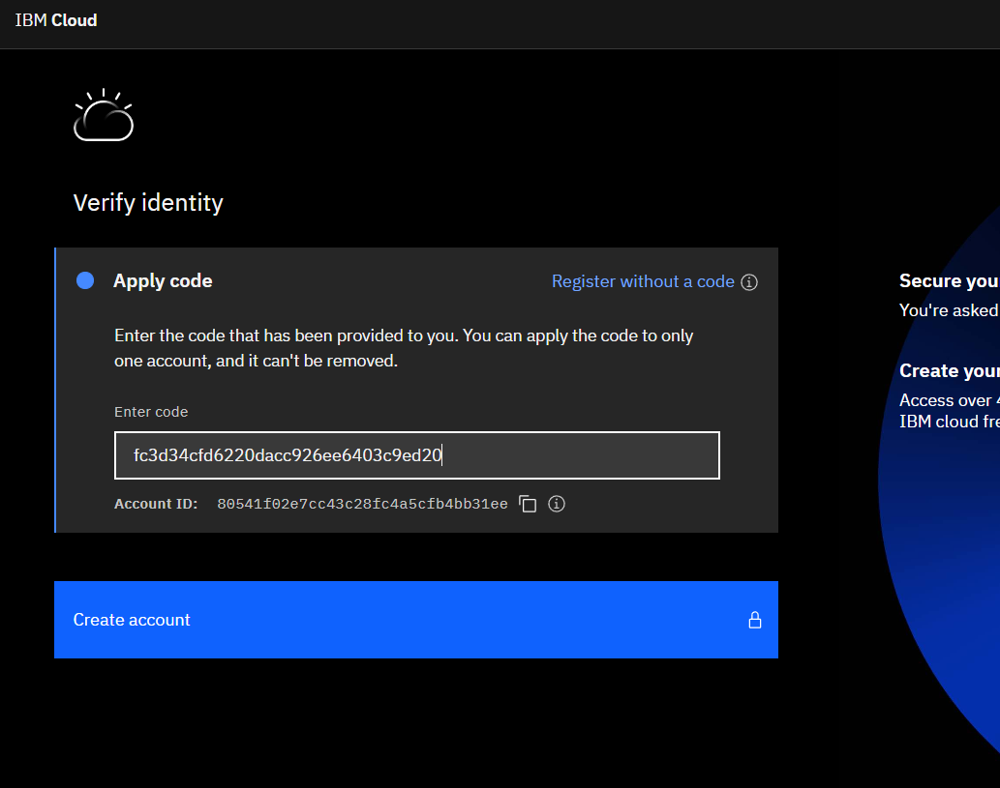 IBM Cloud
Verify identity
Apply code
Register without a code
Enter the code that has been provided to you. You can apply the code to only
one account, and it can't be removed.
Enter code
fc3d34cfd6220dacc926ee6403c9ed20
Account ID: 80541f02e7cc43c28fc4a5cfb4bb31ee
Create account
Secure you
You're asked
Create your
Access over 4
IBM cloud fre